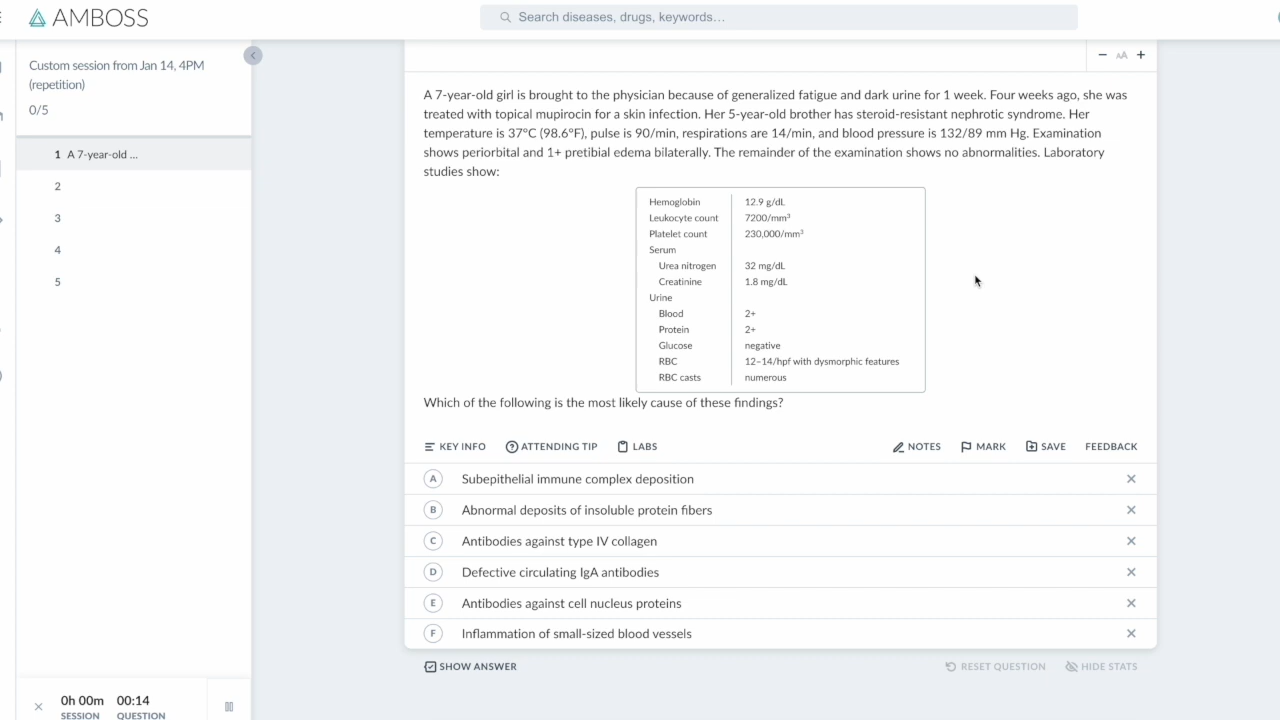 AMBOSS
Search diseases, drugs, keywords…
Custom session from Jan 14, 4PM
(repetition)
0/5
1 A 7-year-old ...
2
3
4
5
0h 00m 00:14
SESSION QUESTION
− AA +
A 7-year-old girl is brought to the physician because of generalized fatigue and dark urine for 1 week. Four weeks ago, she was
treated with topical mupirocin for a skin infection. Her 5-year-old brother has steroid-resistant nephrotic syndrome. Her
temperature is 37°C (98.6°F), pulse is 90/min, respirations are 14/min, and blood pressure is 132/89 mm Hg. Examination
shows periorbital and 1+ pretibial edema bilaterally. The remainder of the examination shows no abnormalities. Laboratory
studies show:
Hemoglobin 12.9 g/dL
Leukocyte count 7200/mm³
Platelet count 230,000/mm³
Serum
Urea nitrogen 32 mg/dL
Creatinine 1.8 mg/dL
Urine
Blood 2+
Protein 2+
Glucose negative
RBC 12–14/hpf with dysmorphic features
RBC casts numerous
Which of the following is the most likely cause of these findings?
KEY INFO ATTENDING TIP LABS NOTES MARK SAVE FEEDBACK
A Subepithelial immune complex deposition
B Abnormal deposits of insoluble protein fibers
C Antibodies against type IV collagen
D Defective circulating IgA antibodies
E Antibodies against cell nucleus proteins
F Inflammation of small-sized blood vessels
SHOW ANSWER RESET QUESTION HIDE STATS